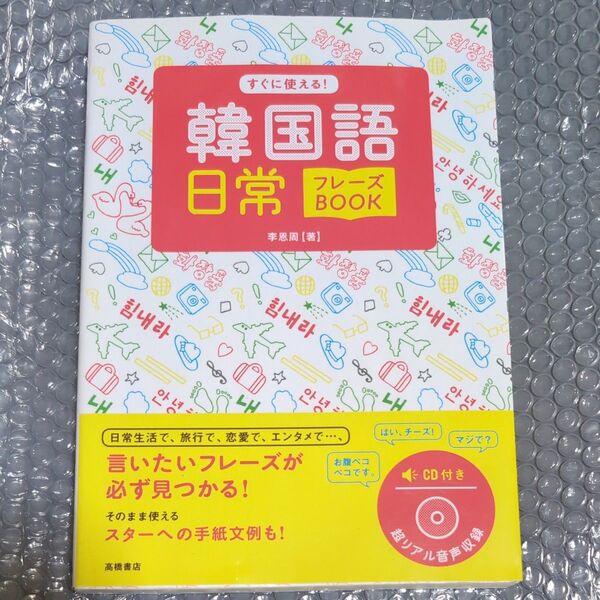 すぐに使える!
韓国語
日常
フレーズ
BOOK
李恩周[著]
힘내라
안녕하세요
화장품
나
네
日常生活で、旅行で、恋愛で、エンタメで…、
言いたいフレーズが
必ず見つかる!
そのまま使える
スターへの手紙文例も!
高橋書店
お腹ペコ
ペコです。
はい、チーズ!
マジで?
CD付き
超リアル音声収録